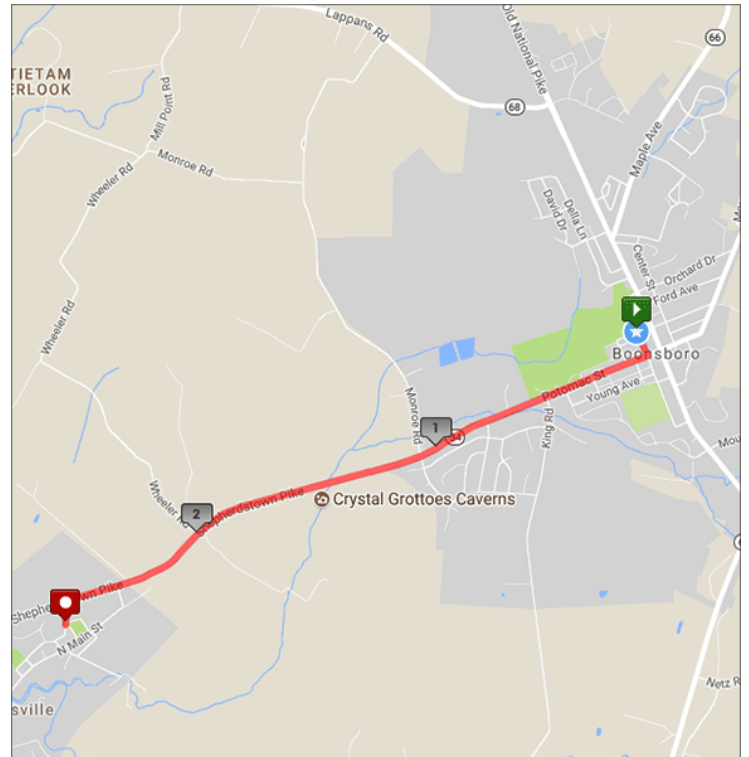 Lappans Rd
Old National Pike
66
TIETAM
ERLOOK
Mill Point Rd
68
Maple Ave
Monroe Rd
Wheeler Rd
Della Ln
David Dr
Center St
Orchard Dr
Ford Ave
Wheeler Rd
Boonsboro
Potomac St
Young Ave
Monroe Rd
1
34
King Rd
Crystal Grottoes Caverns
Wheeler Rd
2
Shepherdstown Pike
Shepherdstown Pike
N Main St
Netz R
sville